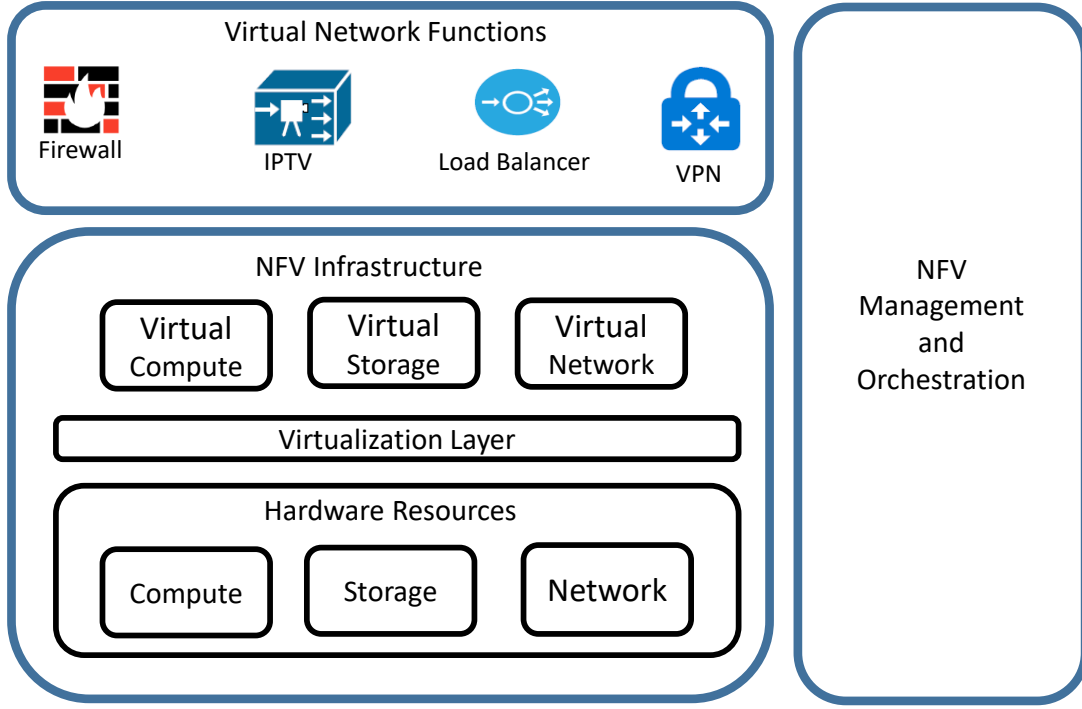 Virtual Network Functions
Firewall
IPTV
Load Balancer
VPN
NFV Infrastructure
Virtual
Compute
Virtual
Storage
Virtual
Network
Virtualization Layer
Hardware Resources
Compute
Storage
Network
NFV
Management
and
Orchestration